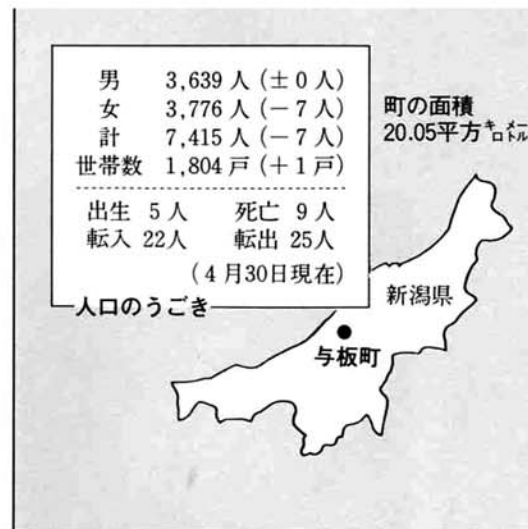 男 3,639人(±0人)
女 3,776人(−7人)
計 7,415人(−7人)
世帯数 1,804戸(+1戸)
出生 5人 死亡 9人
転入 22人 転出 25人
(4月30日現在)
人口のうごき
町の面積
20.05平方キロメートル
新潟県
与板町